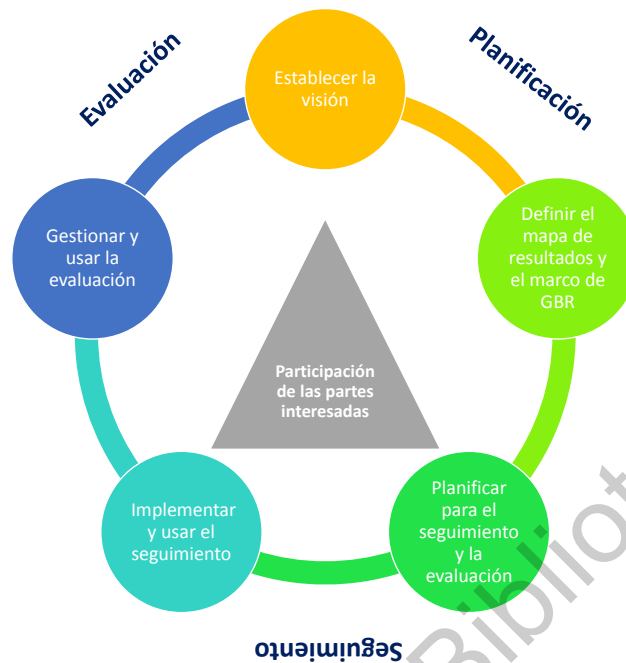 Evaluación
Planificación
Establecer la
visión
Definir el
mapa de
resultados y
el marco de
GBR
Gestionar y
usar la
evaluación
Participación
de las partes
interesadas
Implementar
y usar el
seguimiento
Planificar
para el
seguimiento
y la
evaluación
Seguimiento